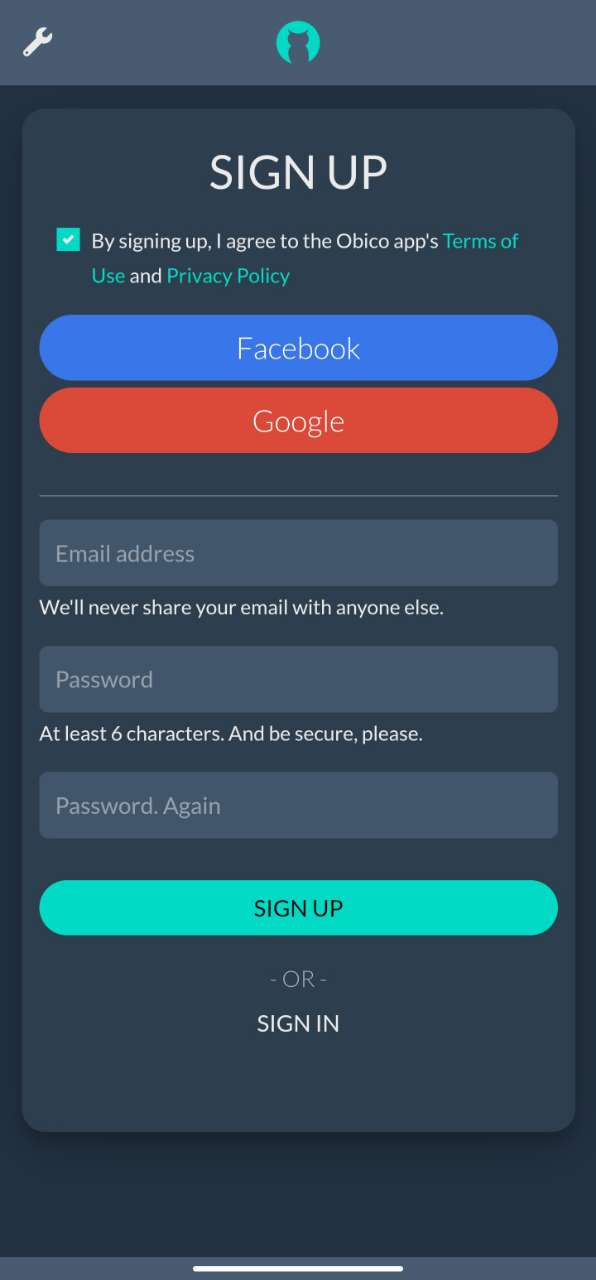 SIGN UP
By signing up, I agree to the Obico app's Terms of
Use and Privacy Policy
Facebook
Google
Email address
We'll never share your email with anyone else.
Password
At least 6 characters. And be secure, please.
Password. Again
SIGN UP
- OR -
SIGN IN